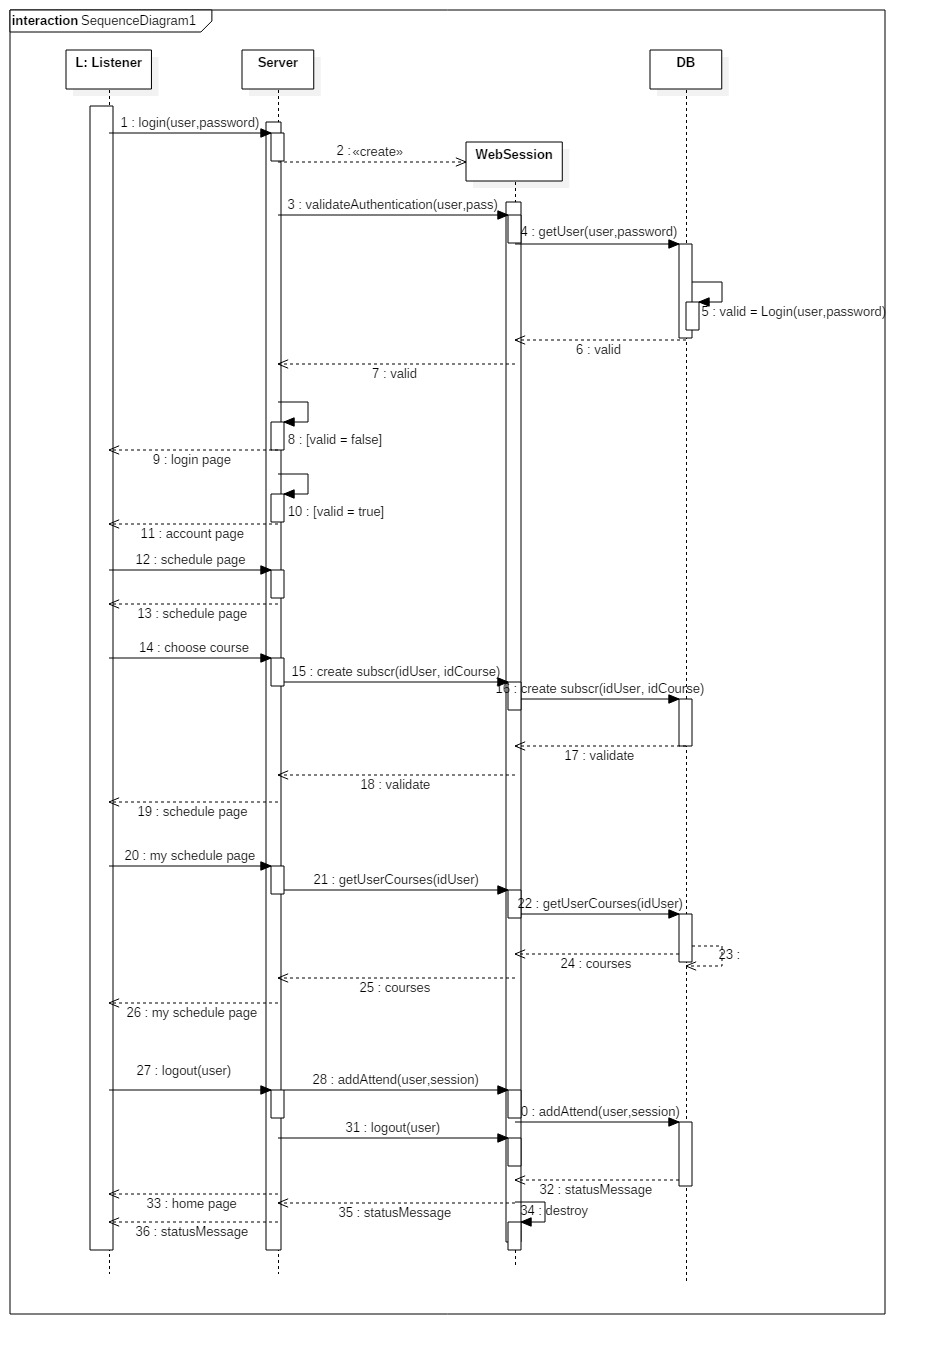 interaction SequenceDiagram1
L: Listener
Server
DB
1 : login(user,password)
2 : «create»
WebSession
3 : validateAuthentication(user,pass)
4 : getUser(user,password)
5 : valid = Login(user,password)
6 : valid
7 : valid
8 : [valid = false]
9 : login page
10 : [valid = true]
11 : account page
12 : schedule page
13 : schedule page
14 : choose course
15 : create subscr(idUser, idCourse)
16 : create subscr(idUser, idCourse)
17 : validate
18 : validate
19 : schedule page
20 : my schedule page
21 : getUserCourses(idUser)
22 : getUserCourses(idUser)
23 :
24 : courses
25 : courses
26 : my schedule page
27 : logout(user)
28 : addAttend(user,session)
0 : addAttend(user,session)
31 : logout(user)
32 : statusMessage
33 : home page
34 : destroy
35 : statusMessage
36 : statusMessage